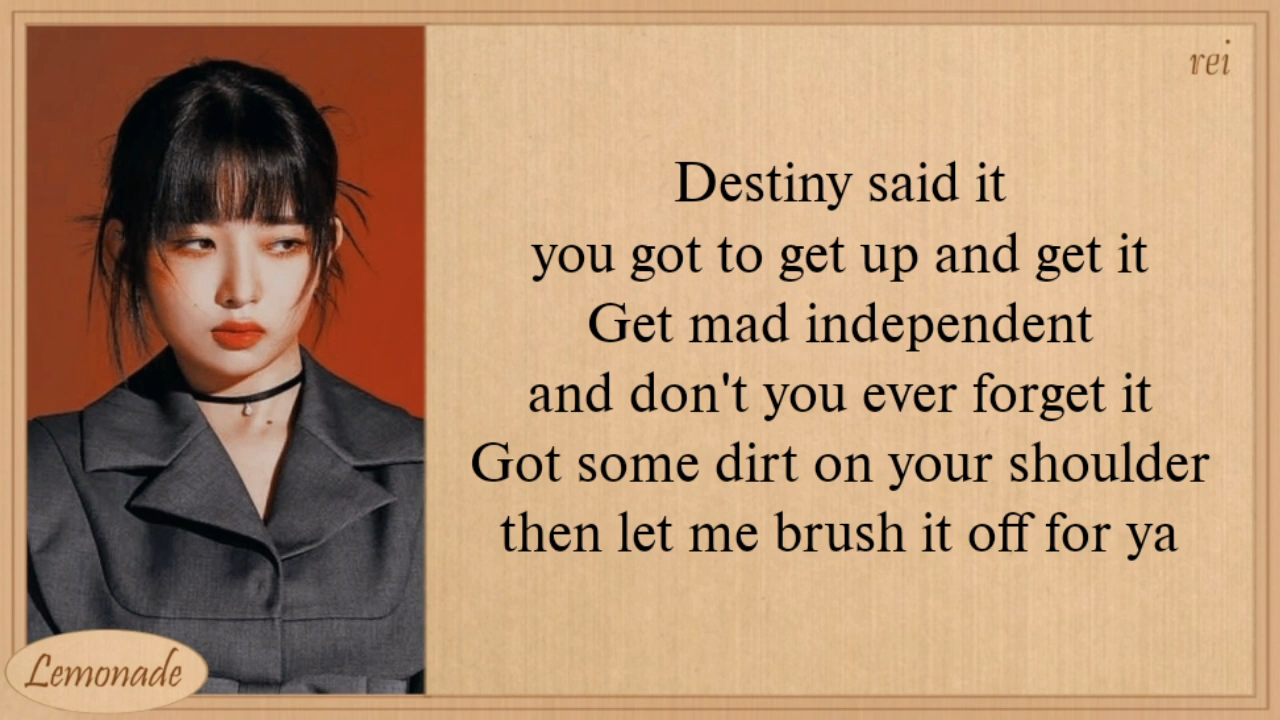 rei
Destiny said it
you got to get up and get it
Get mad independent
and don't you ever forget it
Got some dirt on your shoulder
then let me brush it off for ya
Lemonade